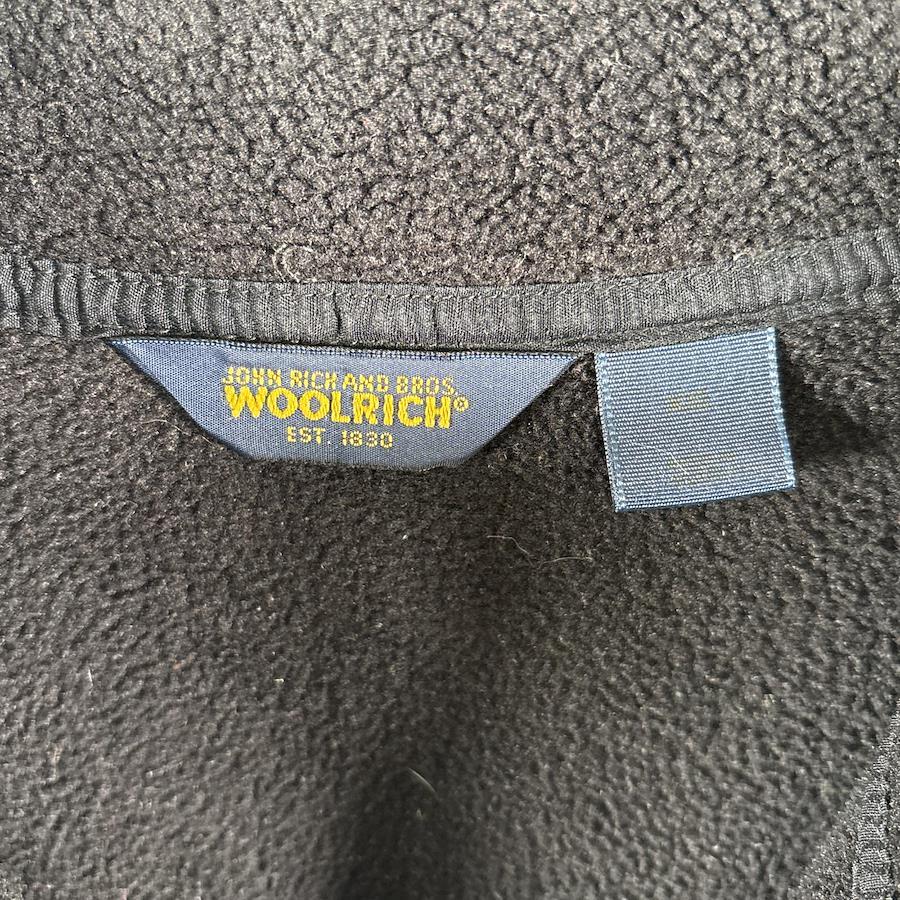 JOHN RICH AND BROS.
WOOLRICH®
EST. 1830